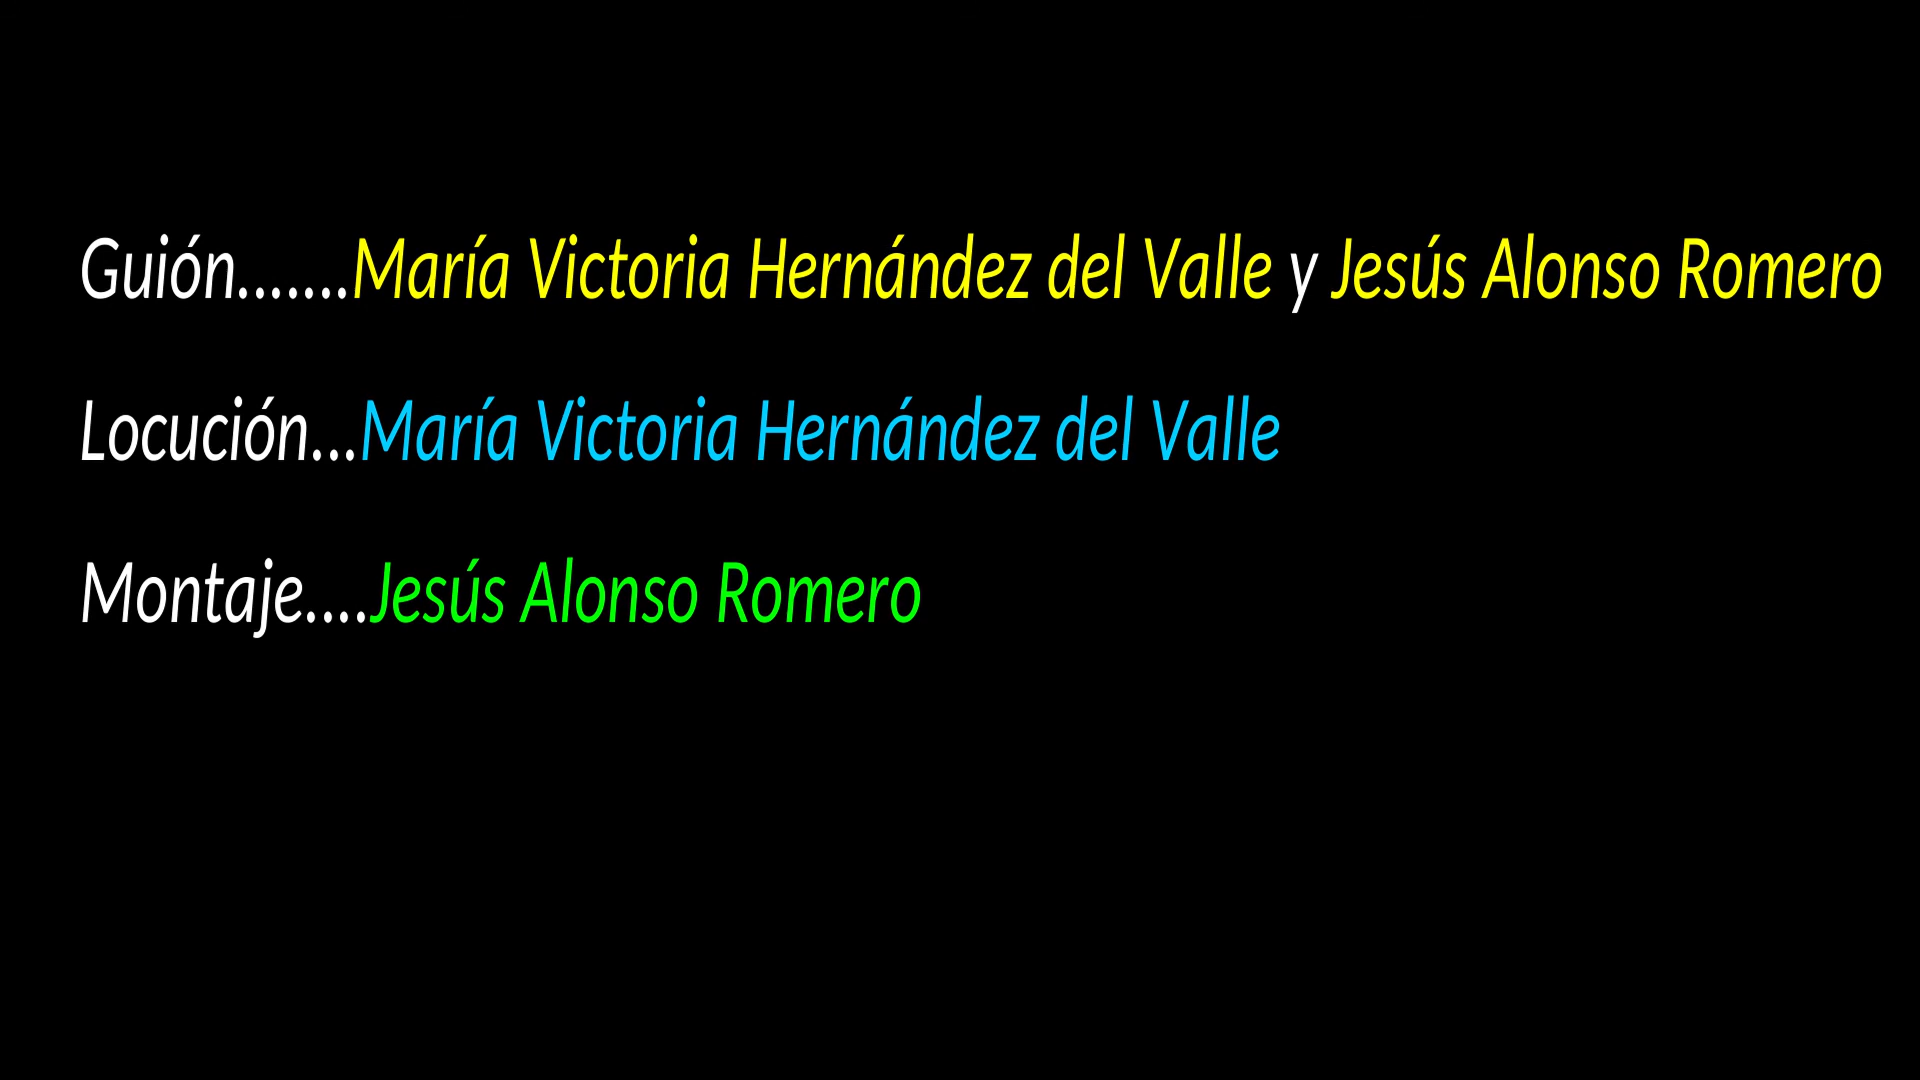 Guión.......María Victoria Hernández del Valle y Jesús Alonso Romero
Locución...María Victoria Hernández del Valle
Montaje....Jesús Alonso Romero